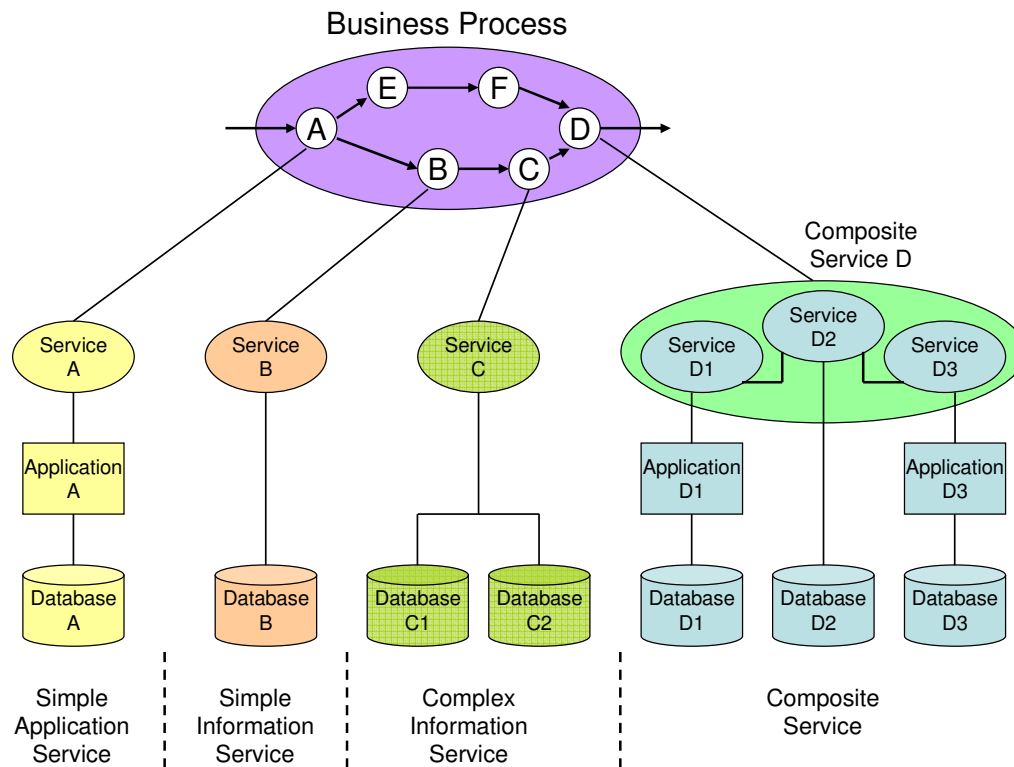 Business Process
E
F
A
D
B
C
Composite
Service D
Service
A
Service
B
Service
C
Service
D1
Service
D2
Service
D3
Application
A
Application
D1
Application
D3
Database
A
Database
B
Database
C1
Database
C2
Database
D1
Database
D2
Database
D3
Simple
Application
Service
Simple
Information
Service
Complex
Information
Service
Composite
Service